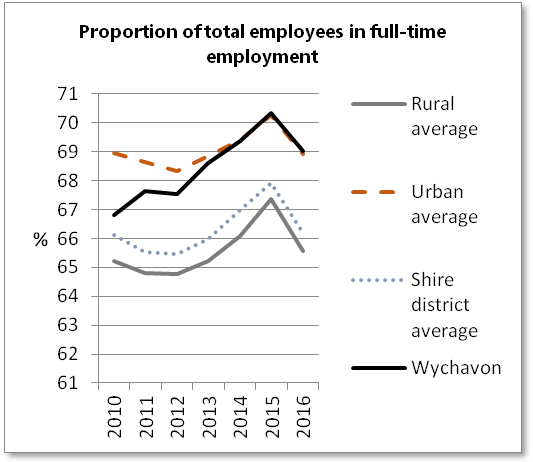 Proportion of total employees in full-time
employment
71
70
69
68
67
66
65
64
63
62
61
%
2010
2011
2012
2013
2014
2015
2016
Rural
average
Urban
average
Shire
district
average
Wychavon